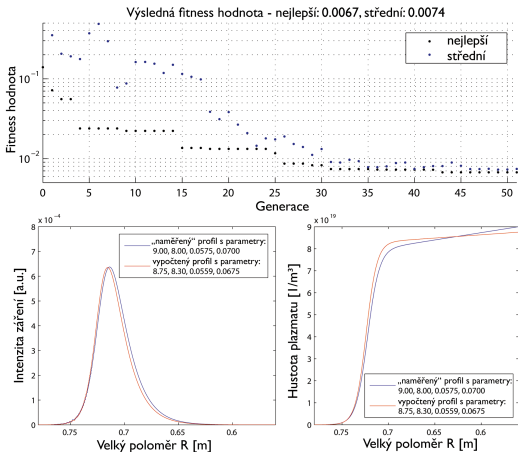 Výsledná fitness hodnota - nejlepší: 0.0067, střední: 0.0074
nejlepší
střední
10⁻¹
10⁻²
Fitness hodnota
0 5 10 15 20 25 30 35 40 45 50
Generace
x 10⁻⁴
8
7
6
5
4
3
2
1
0
Intenzita záření [a.u.]
„naměřený" profil s parametry:
9.00, 8.00, 0.0575, 0.0700
vypočtený profil s parametry:
8.75, 8.30, 0.0559, 0.0675
0.75 0.7 0.65 0.6
Velký poloměr R [m]
x 10¹⁹
9
8
7
6
5
4
3
2
1
0
Hustota plazmatu [1/m³]
„naměřený" profil s parametry:
9.00, 8.00, 0.0575, 0.0700
vypočtený profil s parametry:
8.75, 8.30, 0.0559, 0.0675
0.75 0.7 0.65 0.6
Velký poloměr R [m]